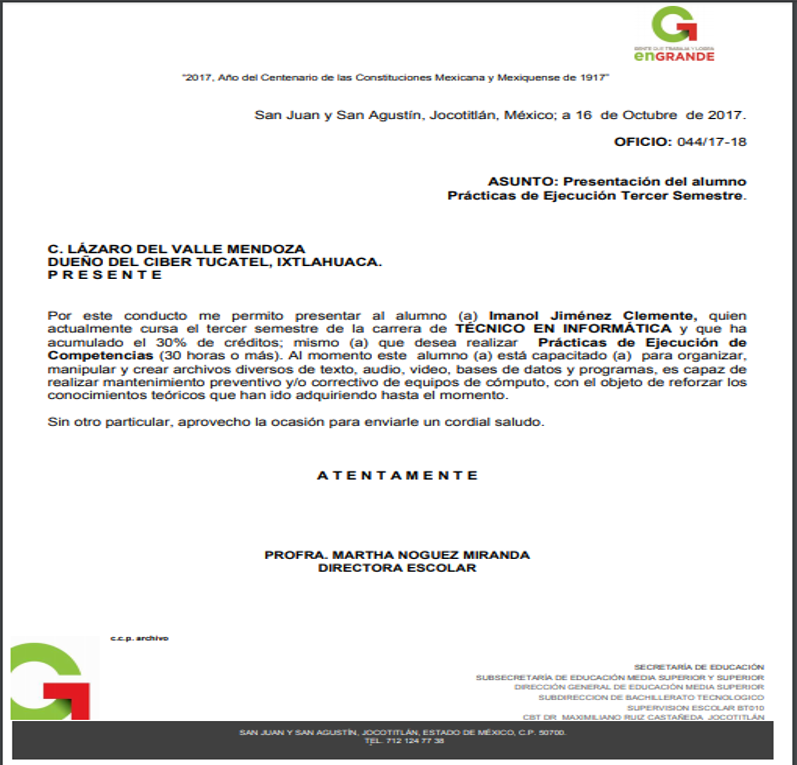 GENTE QUE TRABAJA Y LOGRA
enGRANDE
"2017, Año del Centenario de las Constituciones Mexicana y Mexiquense de 1917"
San Juan y San Agustín, Jocotitlán, México; a 16 de Octubre de 2017.
OFICIO: 044/17-18
ASUNTO: Presentación del alumno
Prácticas de Ejecución Tercer Semestre.
C. LÁZARO DEL VALLE MENDOZA
DUEÑO DEL CIBER TUCATEL, IXTLAHUACA.
P R E S E N T E
Por este conducto me permito presentar al alumno (a) Imanol Jiménez Clemente, quien
actualmente cursa el tercer semestre de la carrera de TÉCNICO EN INFORMÁTICA y que ha
acumulado el 30% de créditos; mismo (a) que desea realizar Prácticas de Ejecución de
Competencias (30 horas o más). Al momento este alumno (a) está capacitado (a) para organizar,
manipular y crear archivos diversos de texto, audio, video, bases de datos y programas, es capaz de
realizar mantenimiento preventivo y/o correctivo de equipos de cómputo, con el objeto de reforzar los
conocimientos teóricos que han ido adquiriendo hasta el momento.
Sin otro particular, aprovecho la ocasión para enviarle un cordial saludo.
A T E N T A M E N T E
PROFRA. MARTHA NOGUEZ MIRANDA
DIRECTORA ESCOLAR
c.c.p. archivo
SECRETARÍA DE EDUCACIÓN
SUBSECRETARÍA DE EDUCACIÓN MEDIA SUPERIOR Y SUPERIOR
DIRECCIÓN GENERAL DE EDUCACIÓN MEDIA SUPERIOR
SUBDIRECCION DE BACHILLERATO TECNOLOGICO
SUPERVISION ESCOLAR BT010
CBT DR. MAXIMILIANO RUIZ CASTAÑEDA, JOCOTITLÁN
SAN JUAN Y SAN AGUSTÍN, JOCOTITLÁN, ESTADO DE MÉXICO, C.P. 50700.
TEL. 712 124 77 38